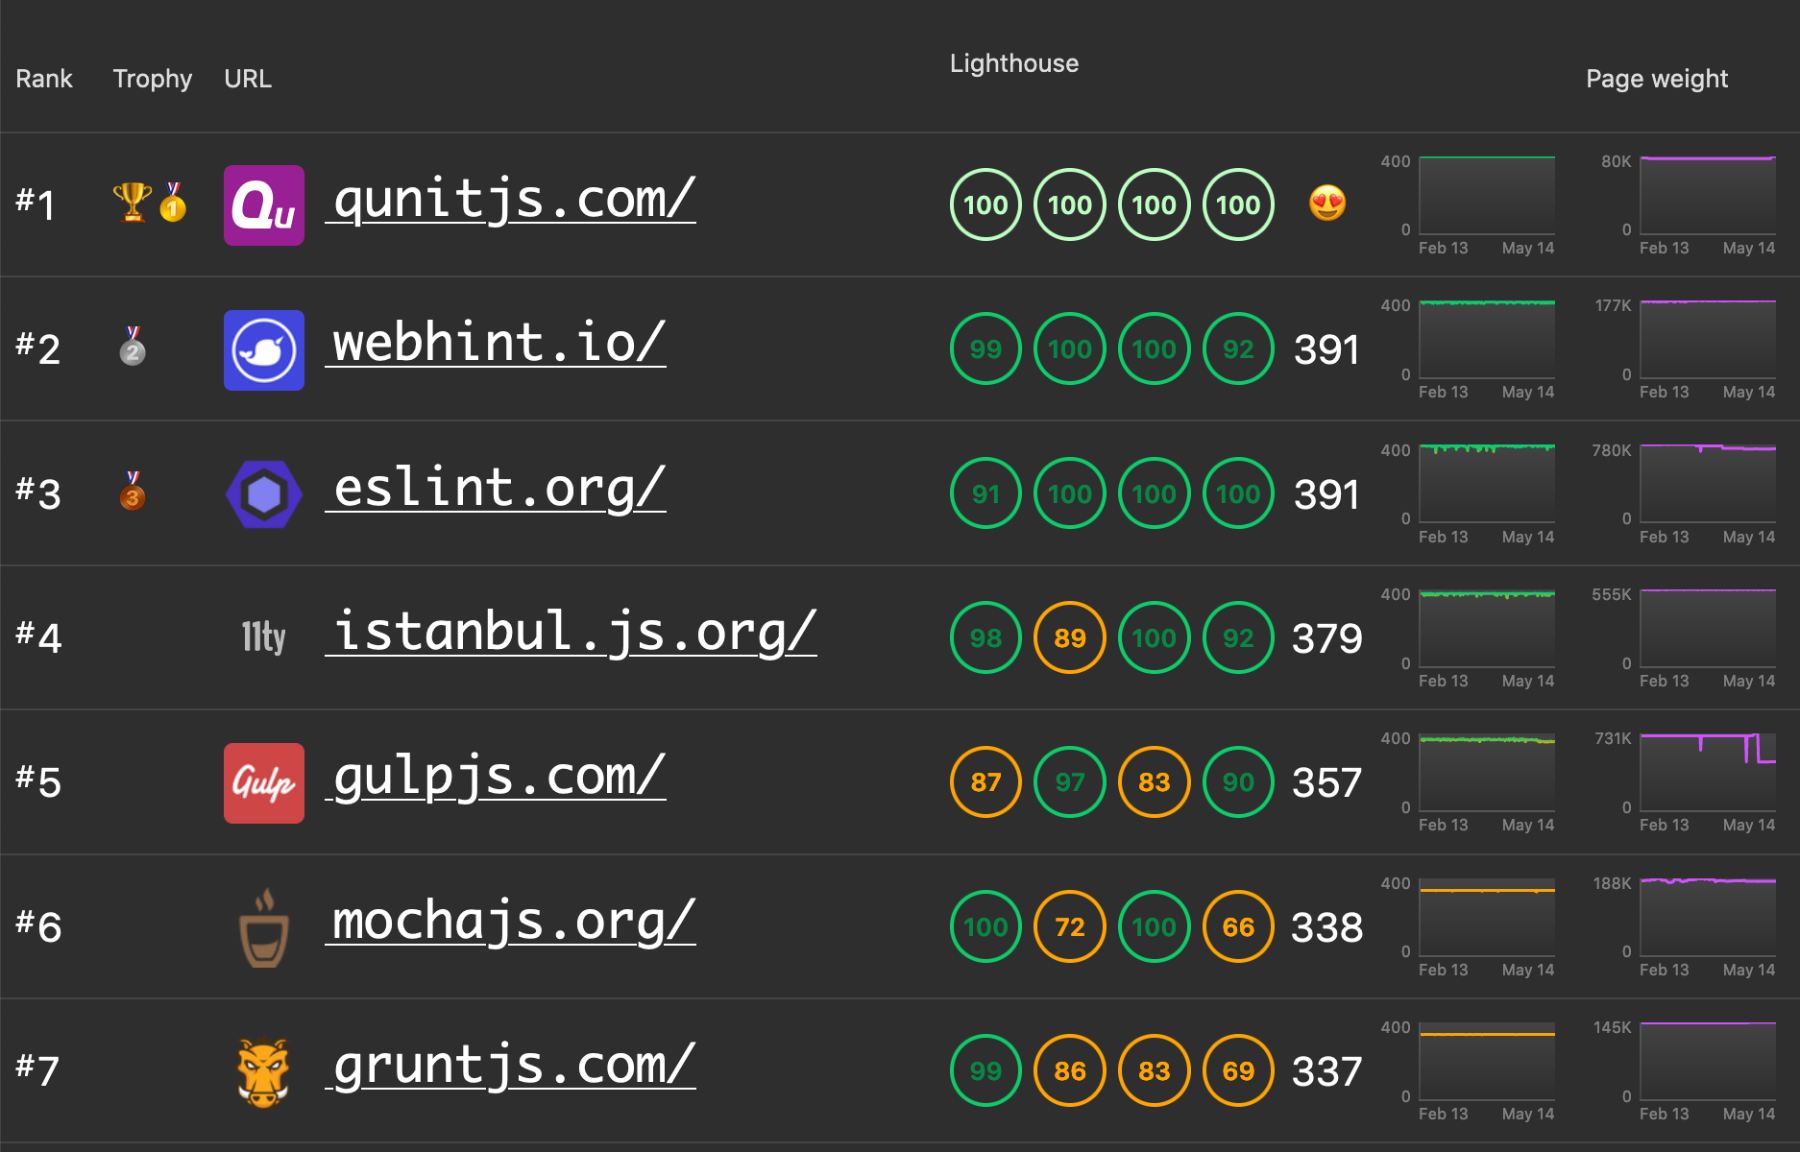 Rank Trophy URL Lighthouse Page weight
#1 1 Qu qunitjs.com/ 100 100 100 100 400 0 Feb 13 May 14 80K 0 Feb 13 May 14
#2 2 webhint.io/ 99 100 100 92 391 400 0 Feb 13 May 14 177K 0 Feb 13 May 14
#3 3 eslint.org/ 91 100 100 100 391 400 0 Feb 13 May 14 780K 0 Feb 13 May 14
#4 11ty istanbul.js.org/ 98 89 100 92 379 400 0 Feb 13 May 14 555K 0 Feb 13 May 14
#5 Gulp gulpjs.com/ 87 97 83 90 357 400 0 Feb 13 May 14 731K 0 Feb 13 May 14
#6 mochajs.org/ 100 72 100 66 338 400 0 Feb 13 May 14 188K 0 Feb 13 May 14
#7 gruntjs.com/ 99 86 83 69 337 400 0 Feb 13 May 14 145K 0 Feb 13 May 14